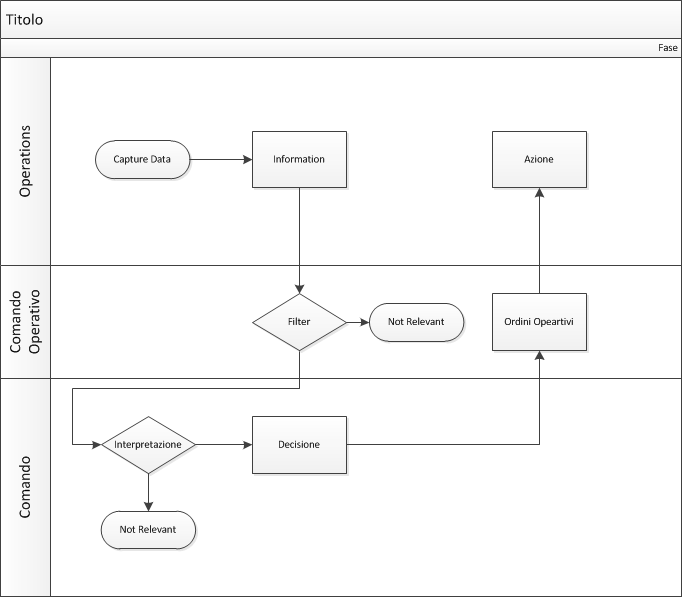 Titolo
Fase
Operations
Capture Data
Information
Azione
Comando
Operativo
Filter
Not Relevant
Ordini Opeartivi
Comando
Interpretazione
Decisione
Not Relevant